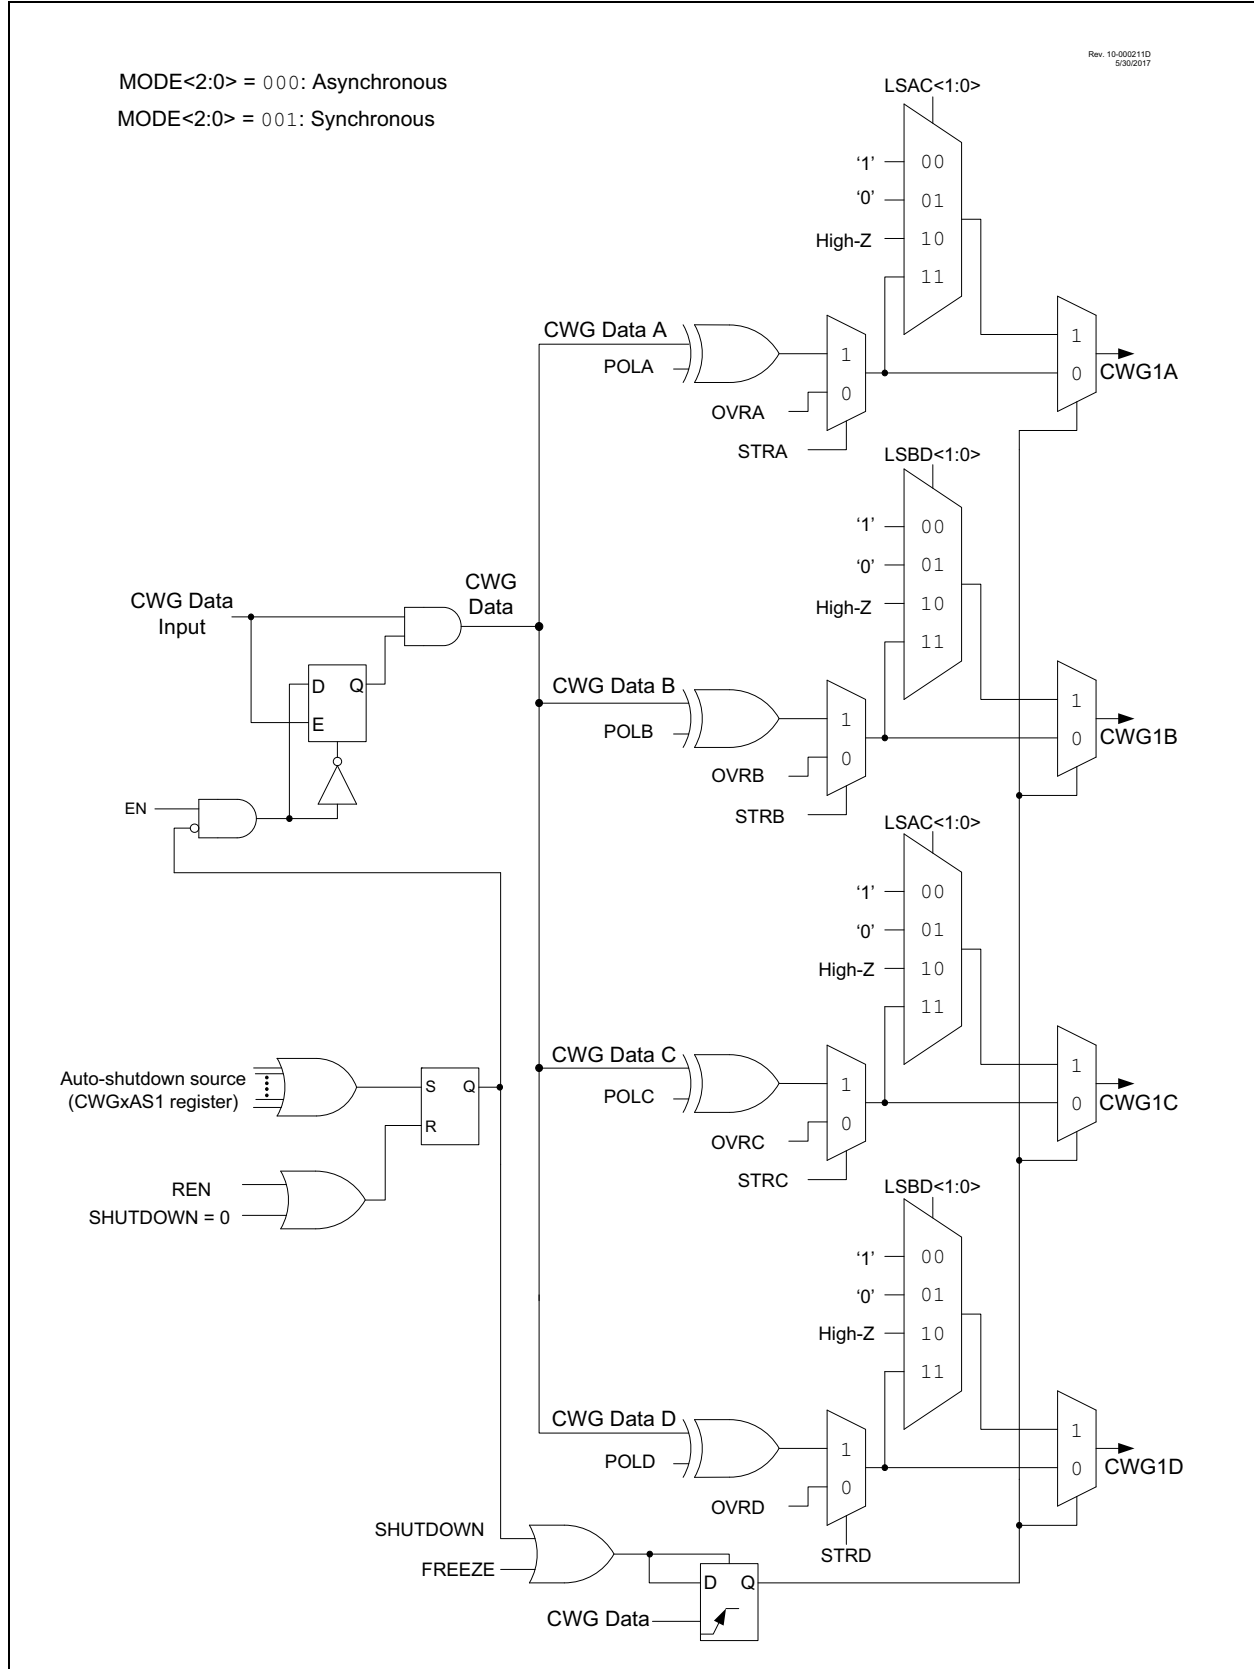 Rev. 10-000211D
5/30/2017
MODE<2:0> = 000: Asynchronous
MODE<2:0> = 001: Synchronous
LSAC<1:0>
‘1’
00
‘0’
01
High-Z
10
11
CWG Data A
POLA
1
0
OVRA
STRA
1
0
CWG1A
LSBD<1:0>
‘1’
00
‘0’
01
High-Z
10
11
CWG Data
Input
CWG
Data
D
Q
E
EN
CWG Data B
POLB
1
0
OVRB
STRB
1
0
CWG1B
LSAC<1:0>
‘1’
00
‘0’
01
High-Z
10
11
CWG Data C
POLC
1
0
OVRC
STRC
1
0
CWG1C
Auto-shutdown source
(CWGxAS1 register)
S
Q
R
REN
SHUTDOWN = 0
LSBD<1:0>
‘1’
00
‘0’
01
High-Z
10
11
CWG Data D
POLD
1
0
OVRD
STRD
1
0
CWG1D
SHUTDOWN
FREEZE
D
Q
CWG Data